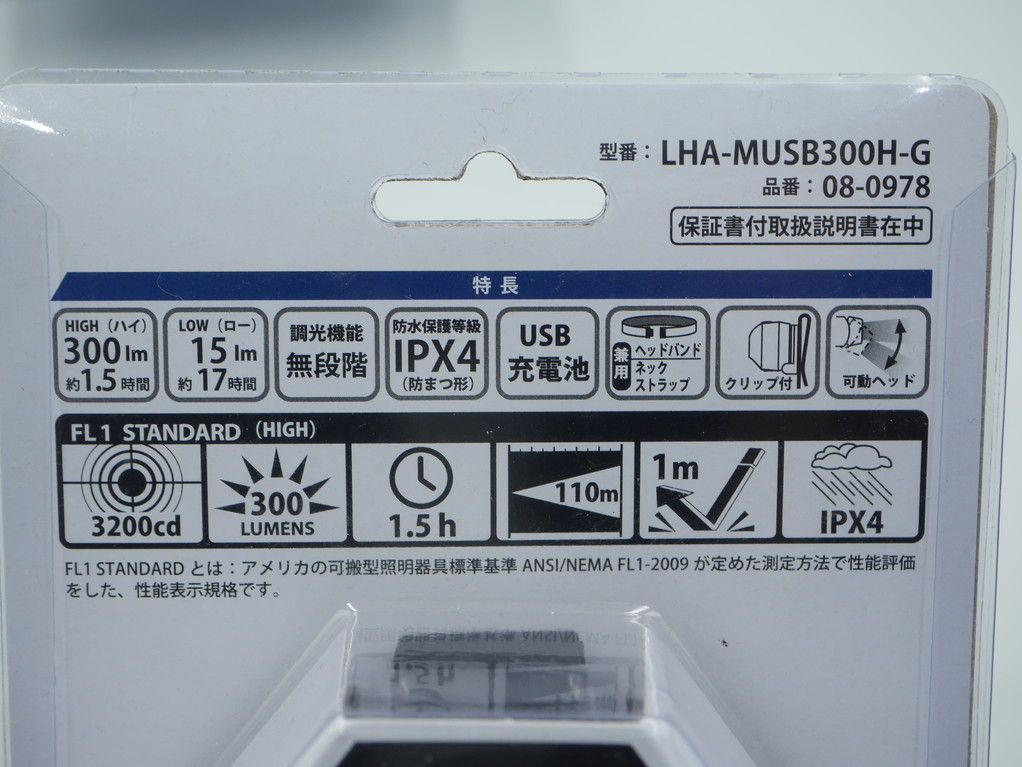 型番：LHA-MUSB300H-G
品番：08-0978
保証書付取扱説明書在中
特長
HIGH（ハイ）
300 lm
約1.5時間
LOW（ロー）
15 lm
約17時間
調光機能
無段階
防水保護等級
IPX4
（防まつ形）
USB
充電池
兼用
ヘッドバンド
ネック
ストラップ
クリップ付
可動ヘッド
FL 1 STANDARD（HIGH）
3200cd
300
LUMENS
1.5 h
110m
1m
IPX4
FL1 STANDARD とは：アメリカの可搬型照明器具標準基準 ANSI/NEMA FL1-2009 が定めた測定方法で性能評価
をした、性能表示規格です。